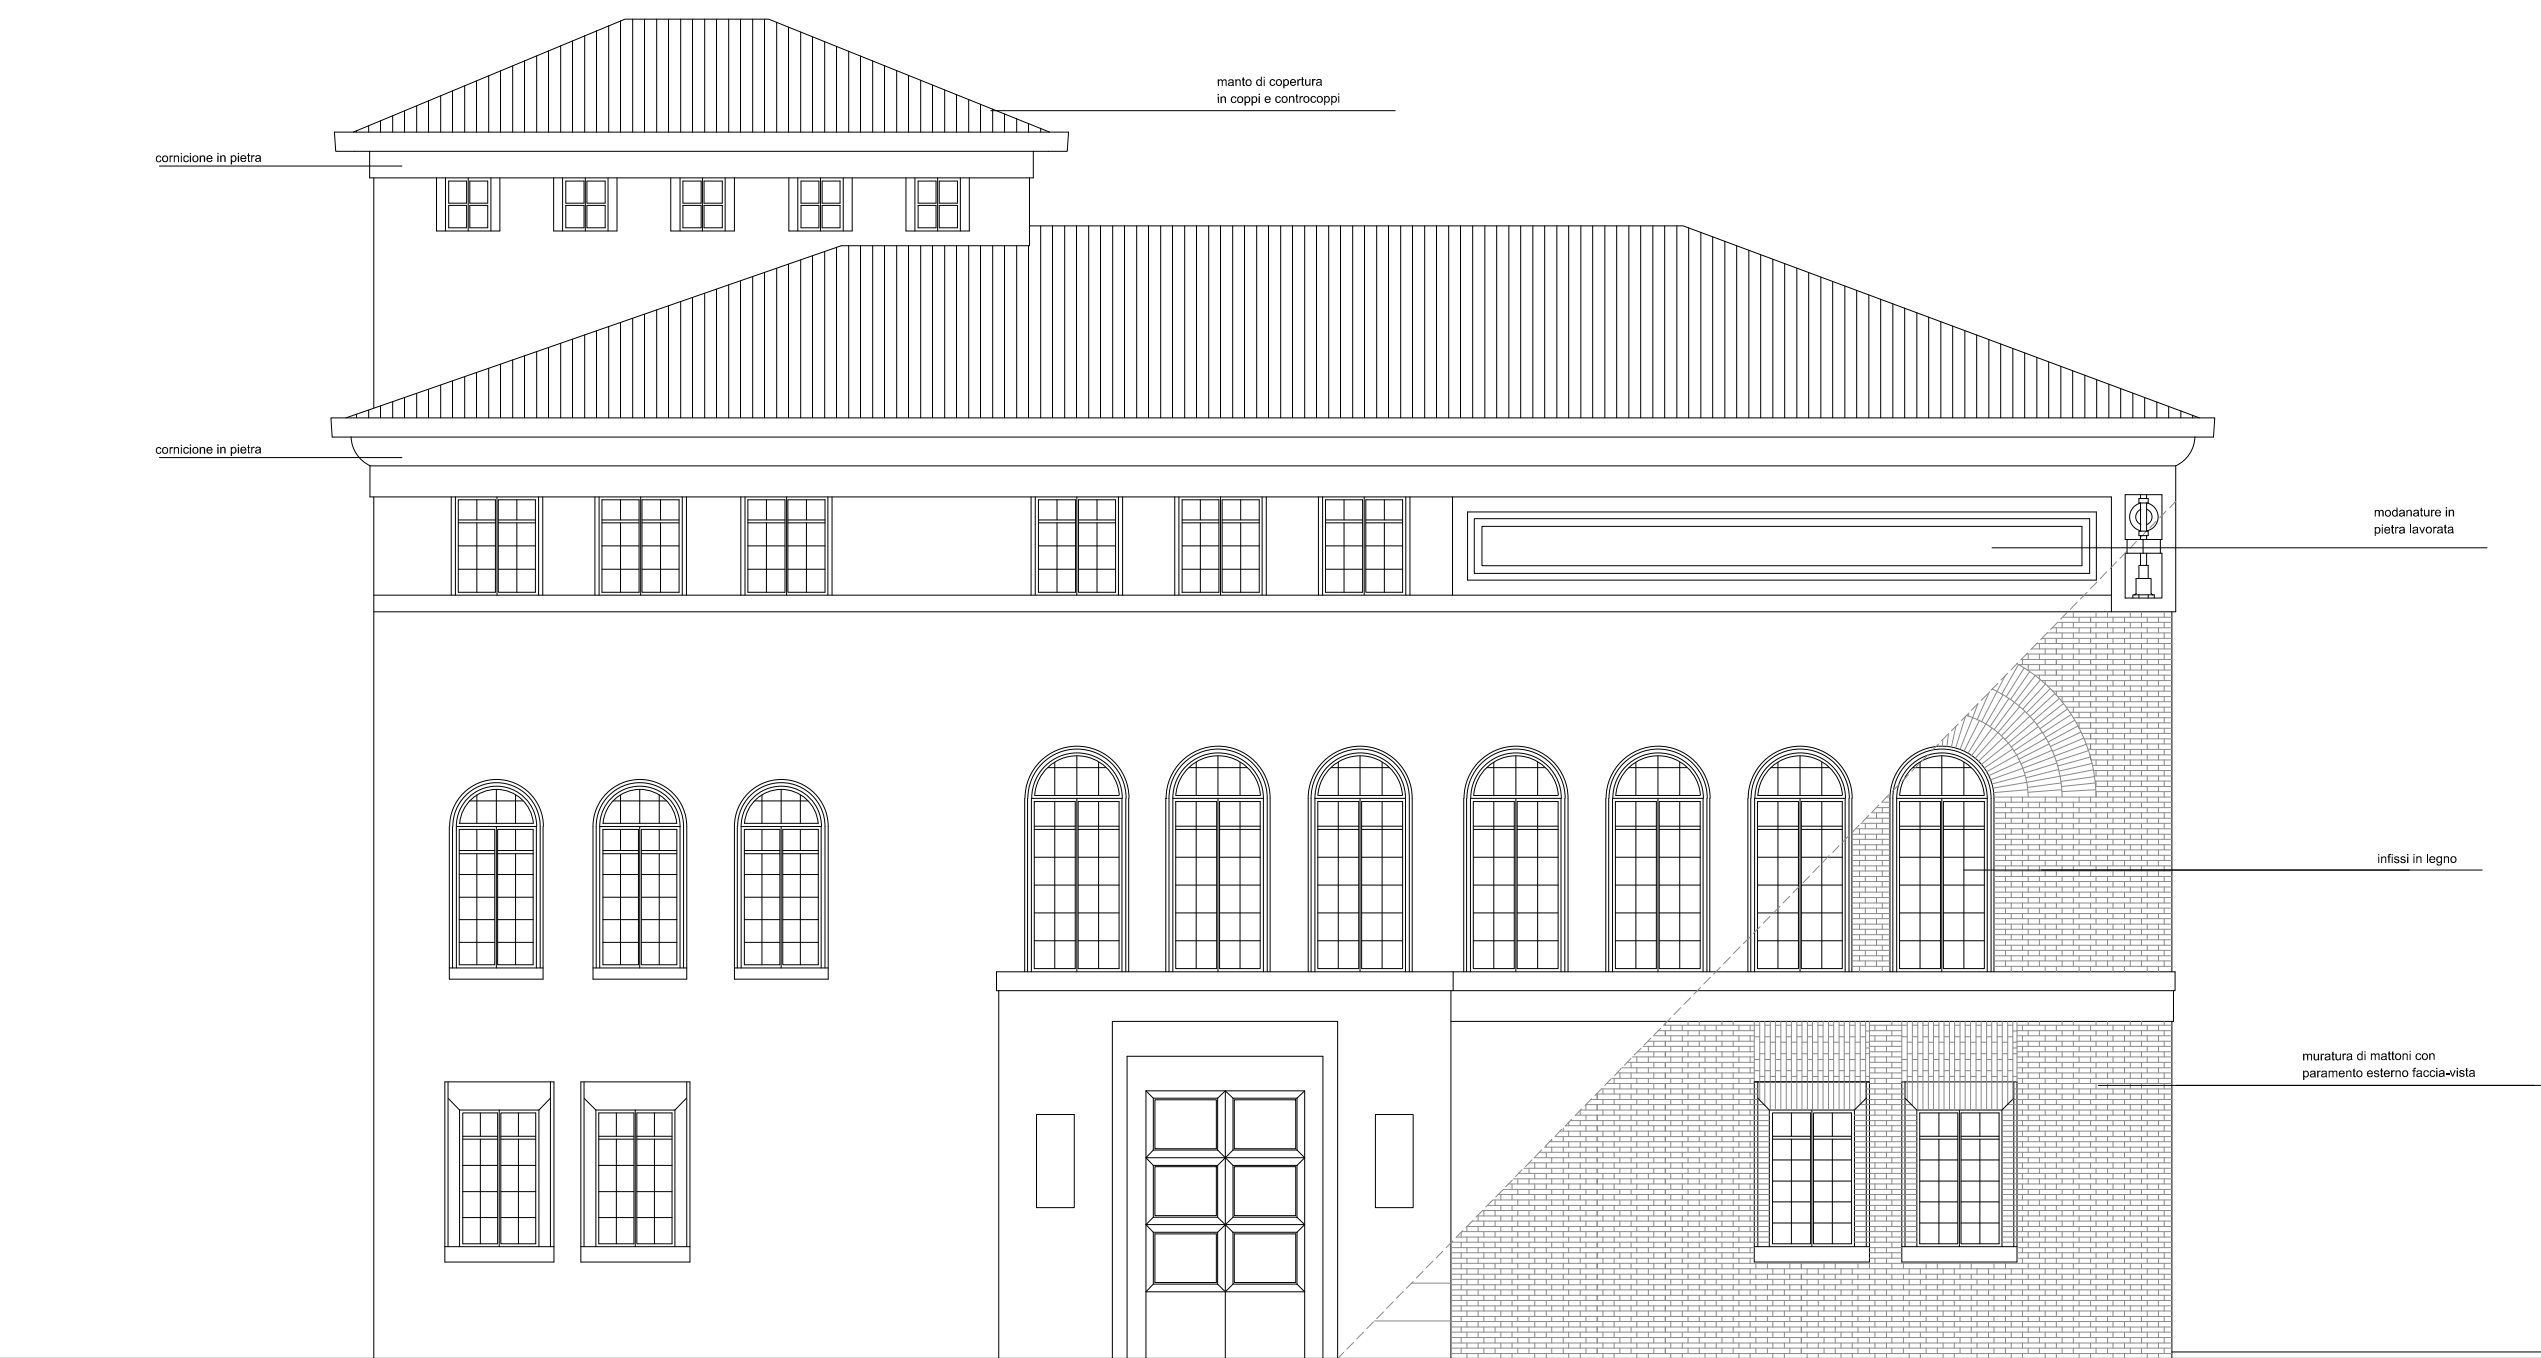 manto di copertura
in coppi e controcoppi
cornicione in pietra
cornicione in pietra
modanature in
pietra lavorata
infissi in legno
muratura di mattoni con
paramento esterno faccia-vista